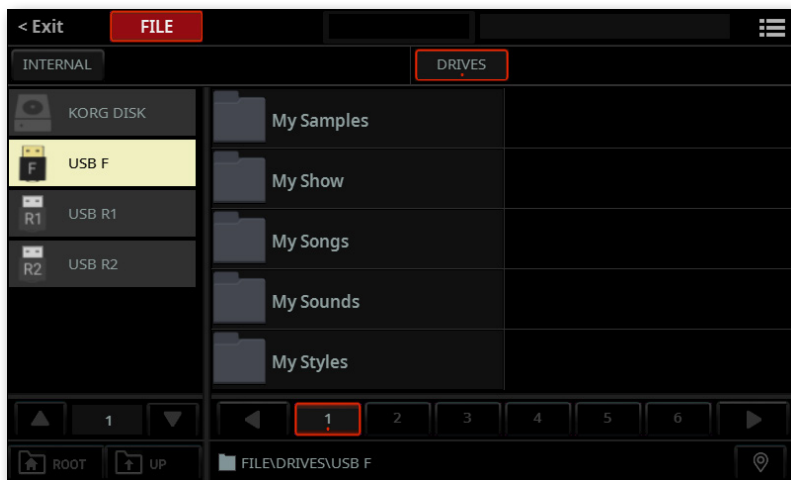 < Exit FILE
INTERNAL DRIVES
KORG DISK
F USB F
R1 USB R1
R2 USB R2
My Samples
My Show
My Songs
My Sounds
My Styles
1 1 2 3 4 5 6
ROOT UP FILE\DRIVES\USB F